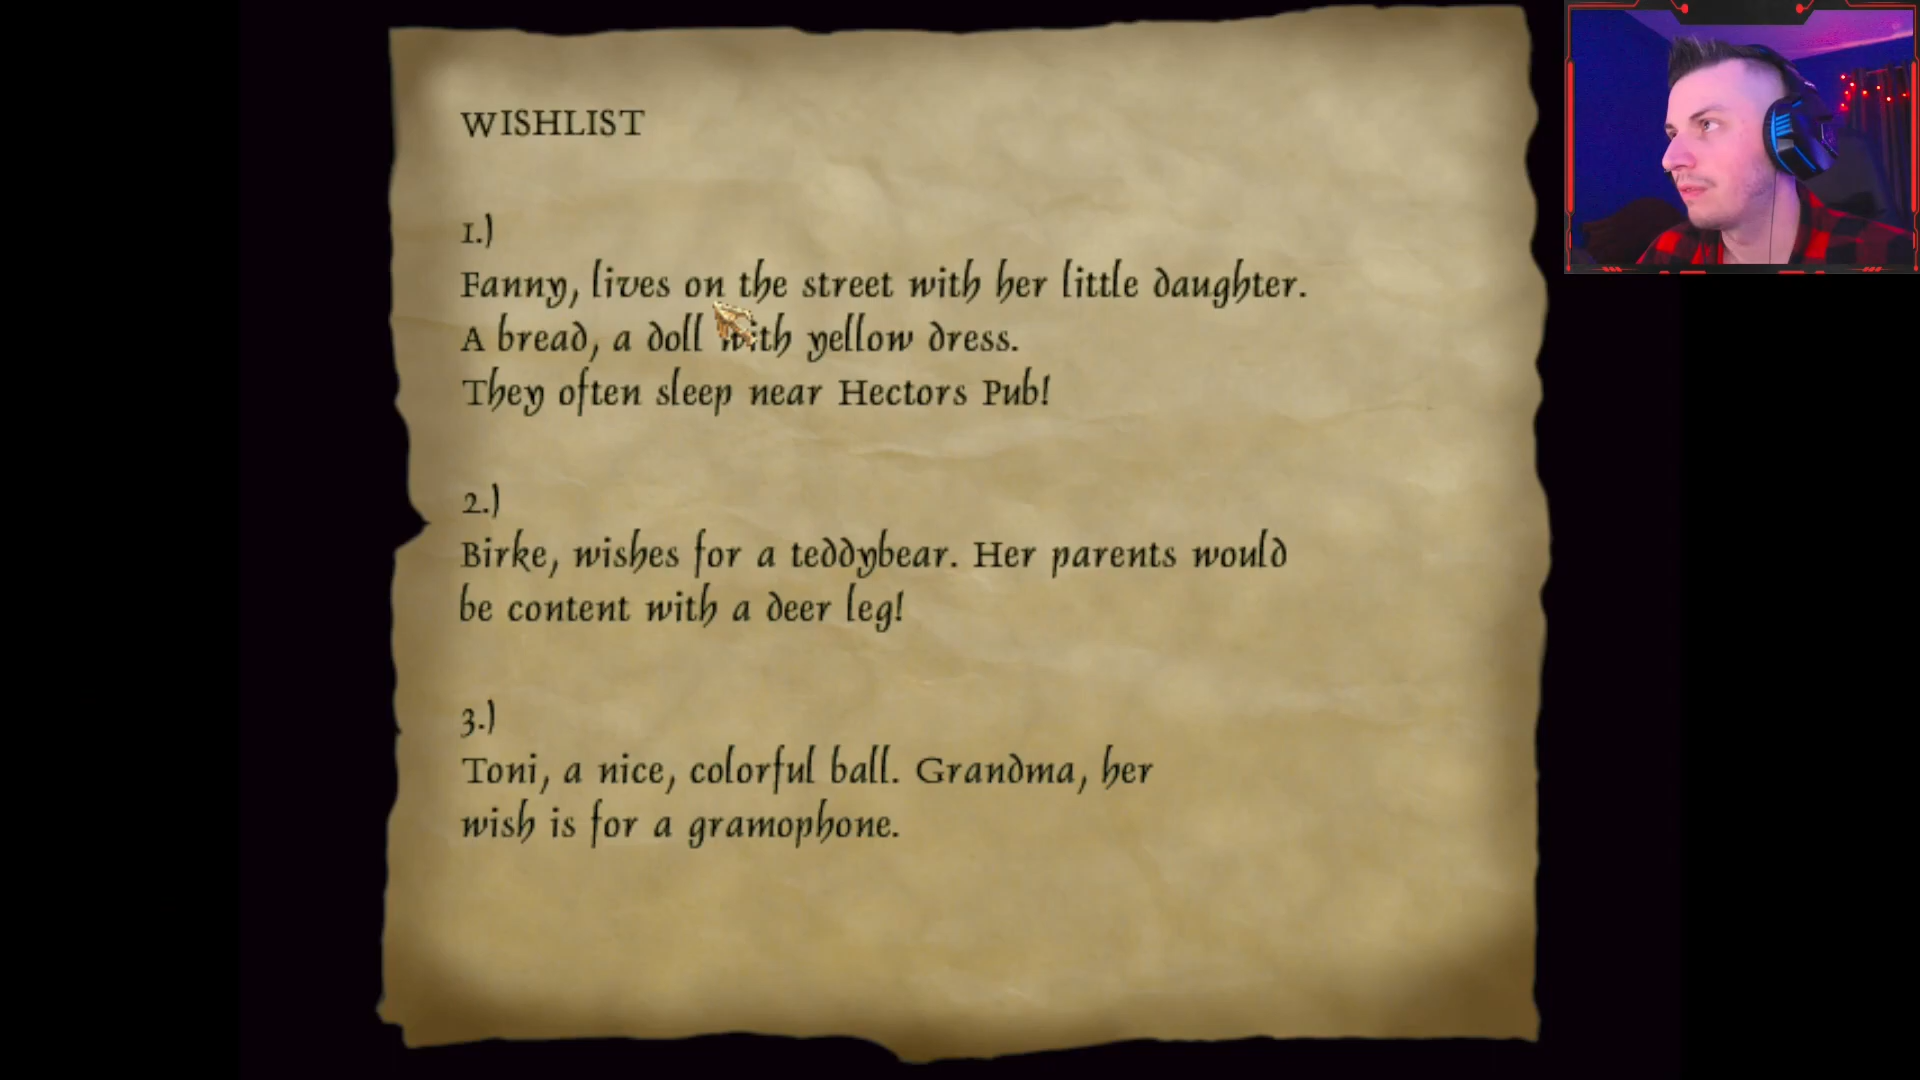 WISHLIST
1.)
Fanny, lives on the street with her little daughter.
A bread, a doll with yellow dress.
They often sleep near Hectors Pub!
2.)
Birke, wishes for a teddybear. Her parents would
be content with a deer leg!
3.)
Toni, a nice, colorful ball. Grandma, her
wish is for a gramophone.